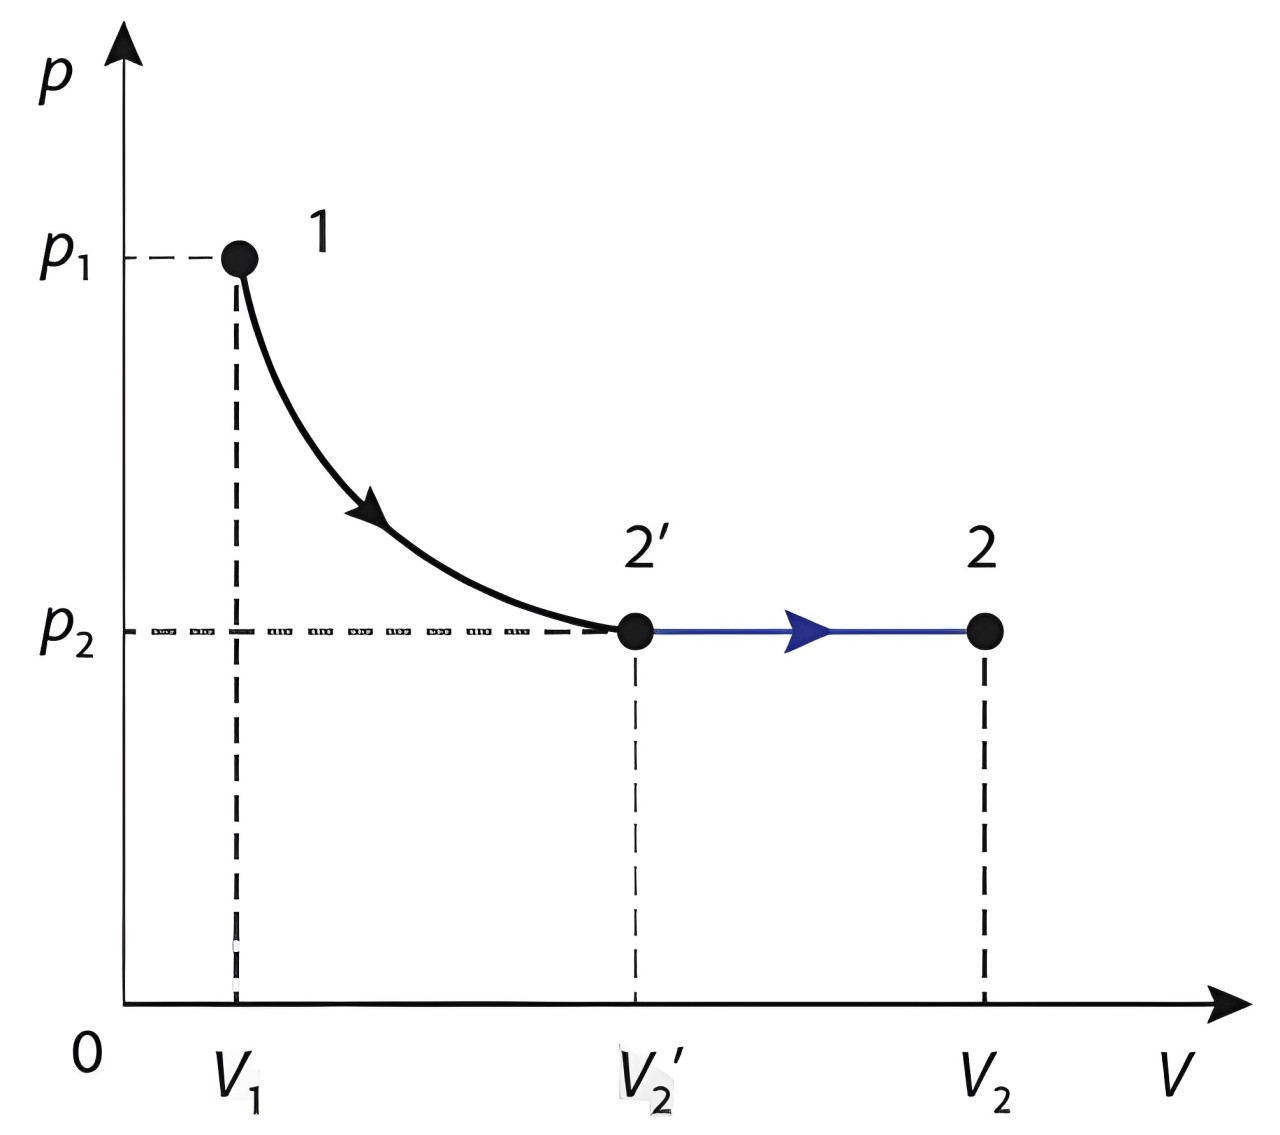 p
1
p₁
2′ 2
p₂
0 V₁ V₂′ V₂ V